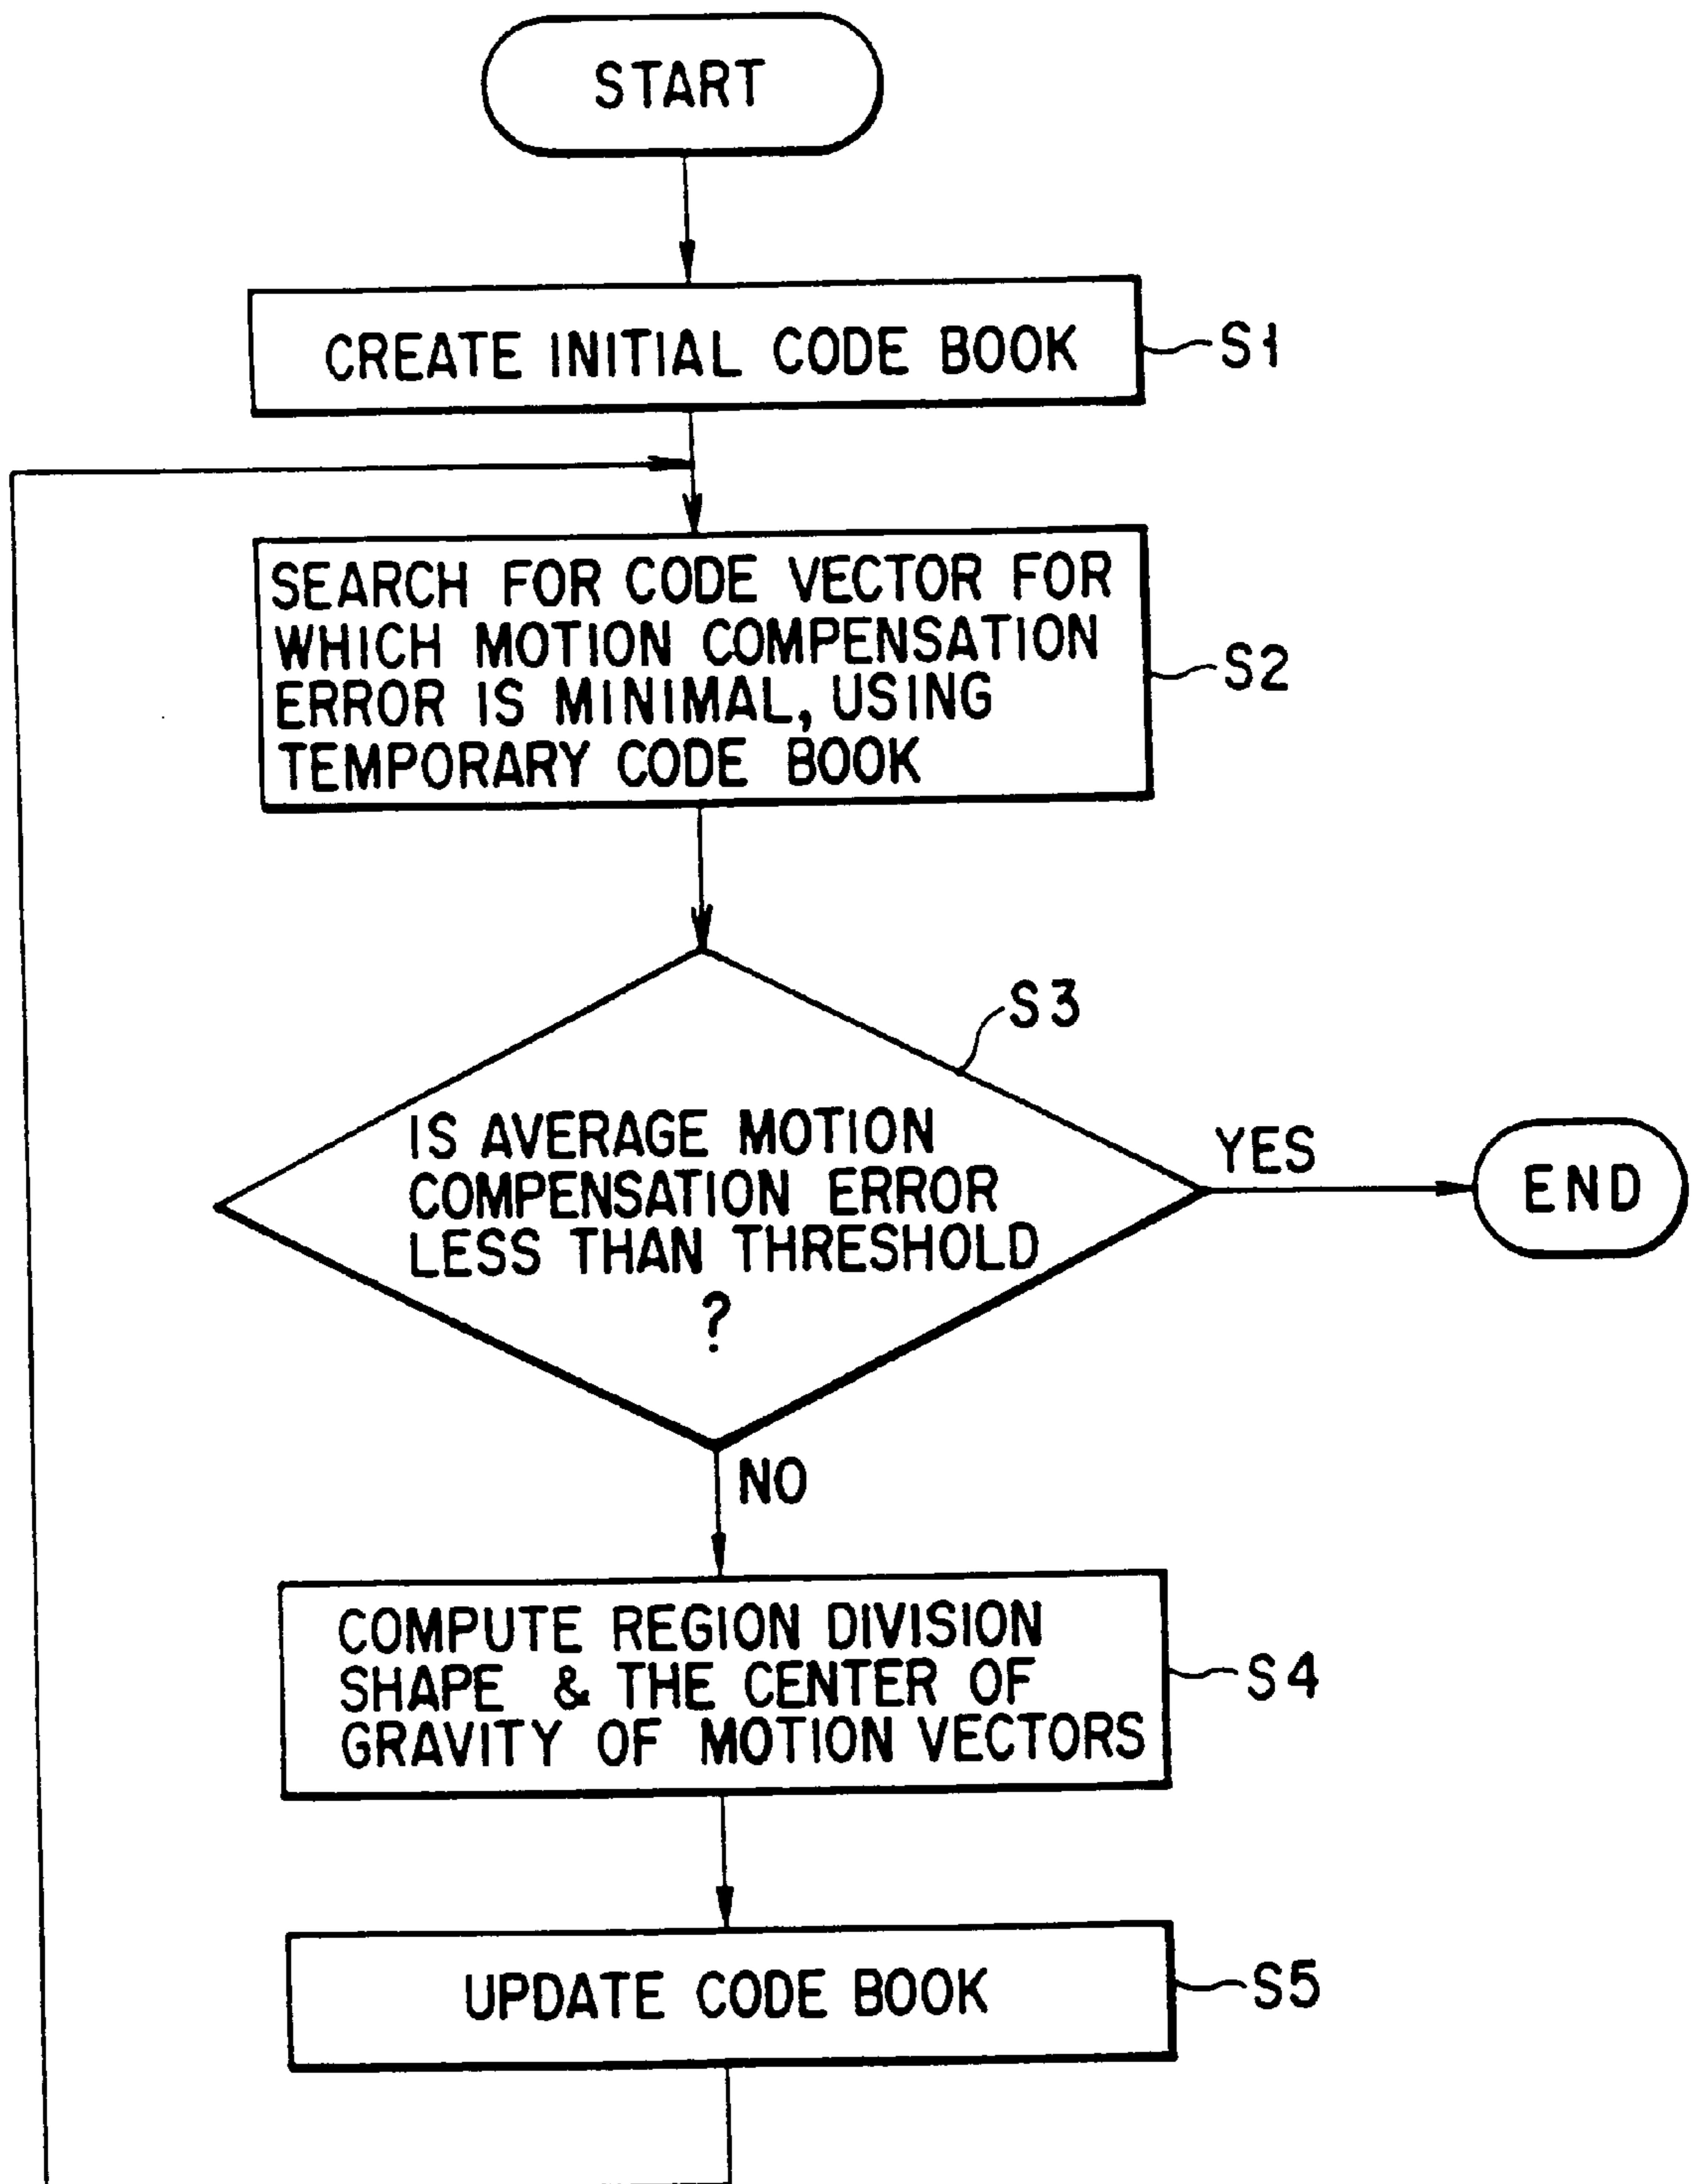 START
CREATE INITIAL CODE BOOK
S1
SEARCH FOR CODE VECTOR FOR
WHICH MOTION COMPENSATION
ERROR IS MINIMAL, USING
TEMPORARY CODE BOOK
S2
S3
IS AVERAGE MOTION
COMPENSATION ERROR
LESS THAN THRESHOLD
?
YES
END
NO
COMPUTE REGION DIVISION
SHAPE & THE CENTER OF
GRAVITY OF MOTION VECTORS
S4
UPDATE CODE BOOK
S5